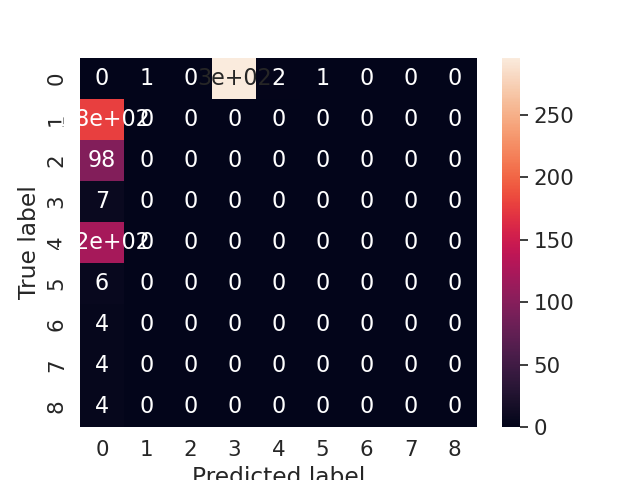 0 0 1 0 3e+02 2 1 0 0 0
1 8e+02 0 0 0 0 0 0 0 0
2 98 0 0 0 0 0 0 0 0
3 7 0 0 0 0 0 0 0 0
4 2e+02 0 0 0 0 0 0 0 0
5 6 0 0 0 0 0 0 0 0
6 4 0 0 0 0 0 0 0 0
7 4 0 0 0 0 0 0 0 0
8 4 0 0 0 0 0 0 0 0
0 1 2 3 4 5 6 7 8
True label
Predicted label
250
200
150
100
50
0